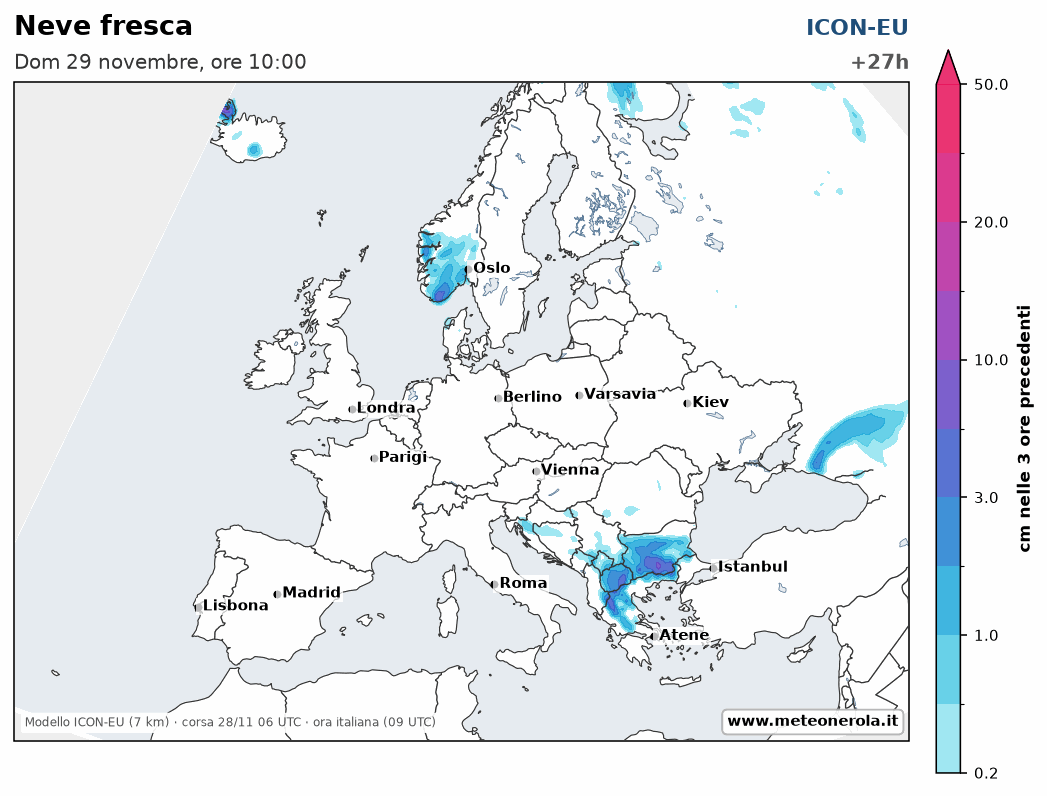 Neve fresca
ICON-EU
Dom 29 novembre, ore 10:00
+27h
50.0
20.0
10.0
3.0
1.0
0.2
cm nelle 3 ore precedenti
Oslo
Berlino
Varsavia
Kiev
Londra
Parigi
Vienna
Istanbul
Roma
Madrid
Lisbona
Atene
Modello ICON-EU (7 km) · corsa 28/11 06 UTC · ora italiana (09 UTC)
www.meteonerola.it